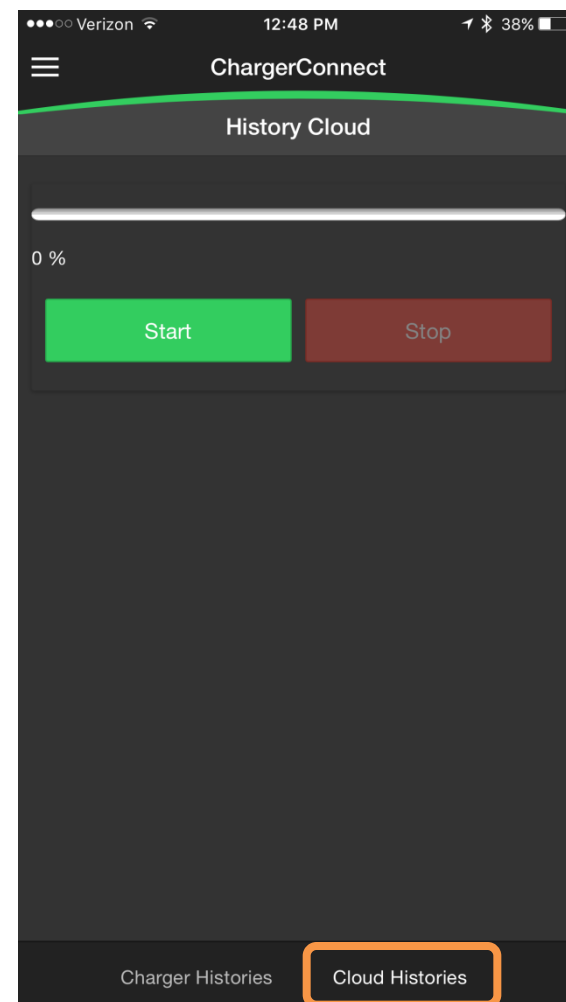 Verizon 12:48 PM 38%
ChargerConnect
History Cloud
0 %
Start Stop
Charger Histories Cloud Histories